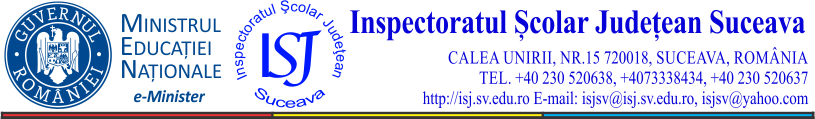 GUVERNUL ROMÂNIEI
MINISTRUL
EDUCAȚIEI
NAȚIONALE
e-Minister
Inspectoratul Școlar Județean
ISJ
Suceava
Inspectoratul Școlar Județean Suceava
CALEA UNIRII, NR.15 720018, SUCEAVA, ROMÂNIA
TEL. +40 230 520638, +4073338434, +40 230 520637
http://isj.sv.edu.ro E-mail: isjsv@isj.sv.edu.ro, isjsv@yahoo.com